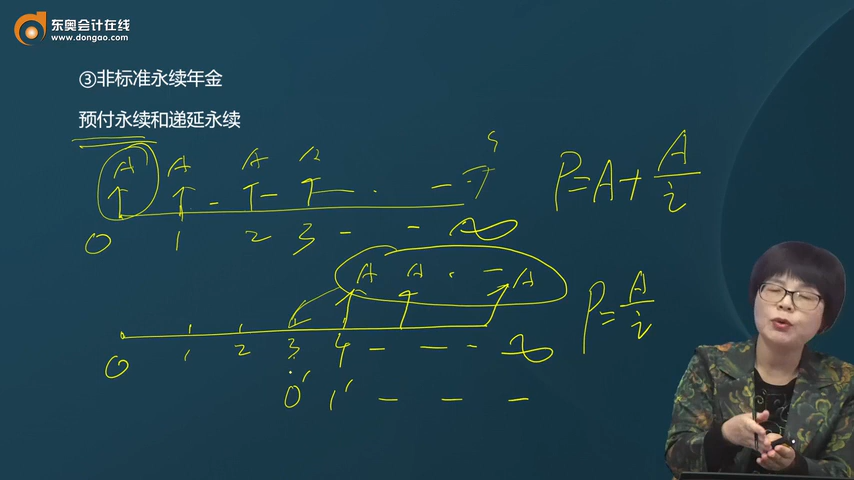 东奥会计在线
www.dongao.com
③非标准永续年金
预付永续和递延永续
A A A A
0 1 2 3 - - ∞
P=A+A/i
A A · - A
P=A/i
0 1 2 3 4 - - - ∞
0' 1' - - -